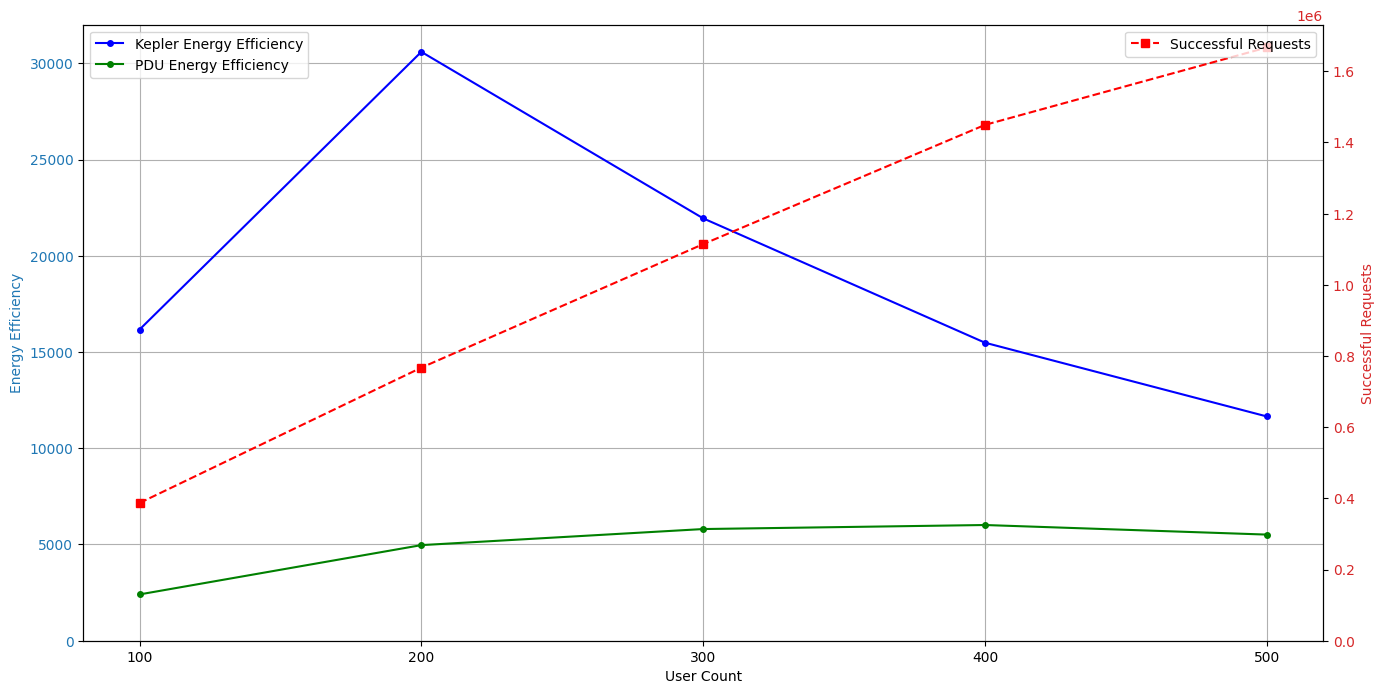 1e6
Kepler Energy Efficiency
PDU Energy Efficiency
Successful Requests
30000
25000
20000
15000
10000
5000
0
Energy Efficiency
1.6
1.4
1.2
1.0
0.8
0.6
0.4
0.2
0.0
Successful Requests
100 200 300 400 500
User Count